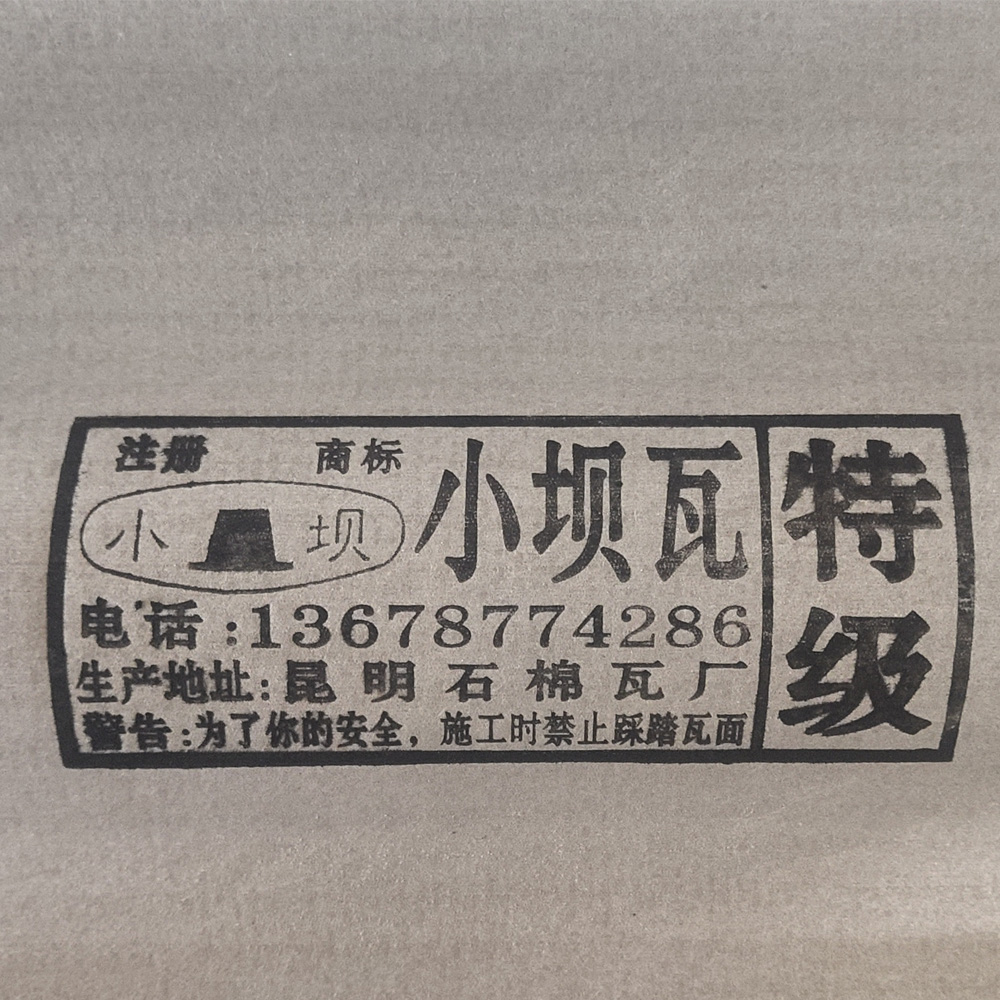 注册 商标
小 坝
小坝瓦
电话:13678774286
生产地址:昆明石棉瓦厂
警告:为了你的安全，施工时禁止踩踏瓦面
特级